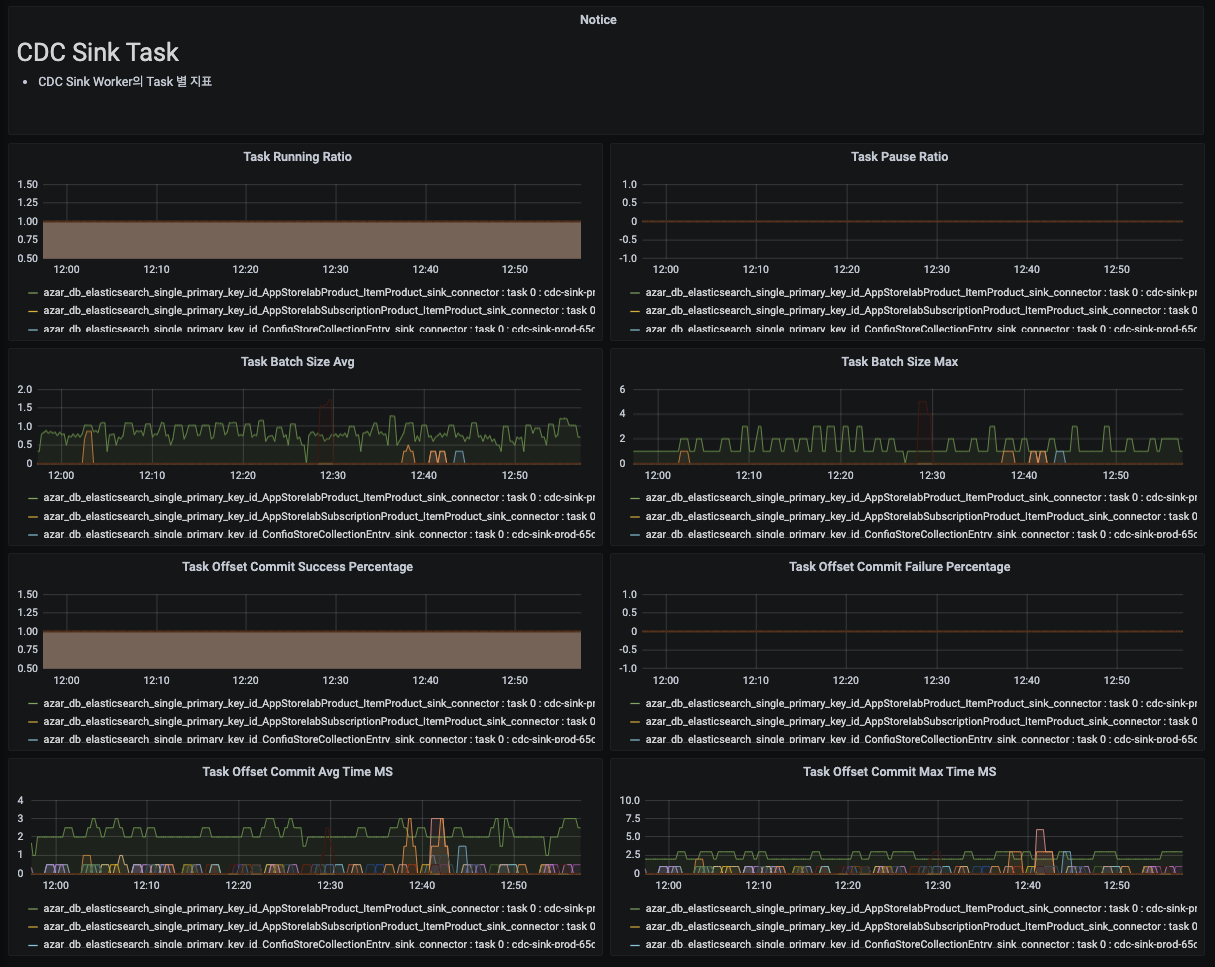 Notice
CDC Sink Task
• CDC Sink Worker의 Task 별 지표
Task Running Ratio
1.50
1.25
1.00
0.75
0.50
12:00 12:10 12:20 12:30 12:40 12:50
azar_db_elasticsearch_single_primary_key_id_AppStorelabProduct_ItemProduct_sink_connector : task 0 : cdc-sink-pr
azar_db_elasticsearch_single_primary_key_id_AppStorelabSubscriptionProduct_ItemProduct_sink_connector : task 0
azar_db_elasticsearch_single_primary_key_id_ConfigStoreCollectionEntry_sink_connector : task 0 : cdc-sink-prod-65c
Task Pause Ratio
1.0
0.5
0
-0.5
-1.0
12:00 12:10 12:20 12:30 12:40 12:50
azar_db_elasticsearch_single_primary_key_id_AppStorelabProduct_ItemProduct_sink_connector : task 0 : cdc-sink-pr
azar_db_elasticsearch_single_primary_key_id_AppStorelabSubscriptionProduct_ItemProduct_sink_connector : task 0
azar_db_elasticsearch_single_primary_key_id_ConfigStoreCollectionEntry_sink_connector : task 0 : cdc-sink-prod-65c
Task Batch Size Avg
2.0
1.5
1.0
0.5
0
12:00 12:10 12:20 12:30 12:40 12:50
azar_db_elasticsearch_single_primary_key_id_AppStorelabProduct_ItemProduct_sink_connector : task 0 : cdc-sink-pr
azar_db_elasticsearch_single_primary_key_id_AppStorelabSubscriptionProduct_ItemProduct_sink_connector : task 0
azar_db_elasticsearch_single_primary_key_id_ConfigStoreCollectionEntry_sink_connector : task 0 : cdc-sink-prod-65c
Task Batch Size Max
6
4
2
0
12:00 12:10 12:20 12:30 12:40 12:50
azar_db_elasticsearch_single_primary_key_id_AppStorelabProduct_ItemProduct_sink_connector : task 0 : cdc-sink-pr
azar_db_elasticsearch_single_primary_key_id_AppStorelabSubscriptionProduct_ItemProduct_sink_connector : task 0
azar_db_elasticsearch_single_primary_key_id_ConfigStoreCollectionEntry_sink_connector : task 0 : cdc-sink-prod-65c
Task Offset Commit Success Percentage
1.50
1.25
1.00
0.75
0.50
12:00 12:10 12:20 12:30 12:40 12:50
azar_db_elasticsearch_single_primary_key_id_AppStorelabProduct_ItemProduct_sink_connector : task 0 : cdc-sink-pr
azar_db_elasticsearch_single_primary_key_id_AppStorelabSubscriptionProduct_ItemProduct_sink_connector : task 0
azar_db_elasticsearch_single_primary_key_id_ConfigStoreCollectionEntry_sink_connector : task 0 : cdc-sink-prod-65c
Task Offset Commit Failure Percentage
1.0
0.5
0
-0.5
-1.0
12:00 12:10 12:20 12:30 12:40 12:50
azar_db_elasticsearch_single_primary_key_id_AppStorelabProduct_ItemProduct_sink_connector : task 0 : cdc-sink-pr
azar_db_elasticsearch_single_primary_key_id_AppStorelabSubscriptionProduct_ItemProduct_sink_connector : task 0
azar_db_elasticsearch_single_primary_key_id_ConfigStoreCollectionEntry_sink_connector : task 0 : cdc-sink-prod-65c
Task Offset Commit Avg Time MS
4
3
2
1
0
12:00 12:10 12:20 12:30 12:40 12:50
azar_db_elasticsearch_single_primary_key_id_AppStorelabProduct_ItemProduct_sink_connector : task 0 : cdc-sink-pr
azar_db_elasticsearch_single_primary_key_id_AppStorelabSubscriptionProduct_ItemProduct_sink_connector : task 0
azar_db_elasticsearch_single_primary_key_id_ConfigStoreCollectionEntry_sink_connector : task 0 : cdc-sink-prod-65c
Task Offset Commit Max Time MS
10.0
7.5
5.0
2.5
0
12:00 12:10 12:20 12:30 12:40 12:50
azar_db_elasticsearch_single_primary_key_id_AppStorelabProduct_ItemProduct_sink_connector : task 0 : cdc-sink-pr
azar_db_elasticsearch_single_primary_key_id_AppStorelabSubscriptionProduct_ItemProduct_sink_connector : task 0
azar_db_elasticsearch_single_primary_key_id_ConfigStoreCollectionEntry_sink_connector : task 0 : cdc-sink-prod-65c